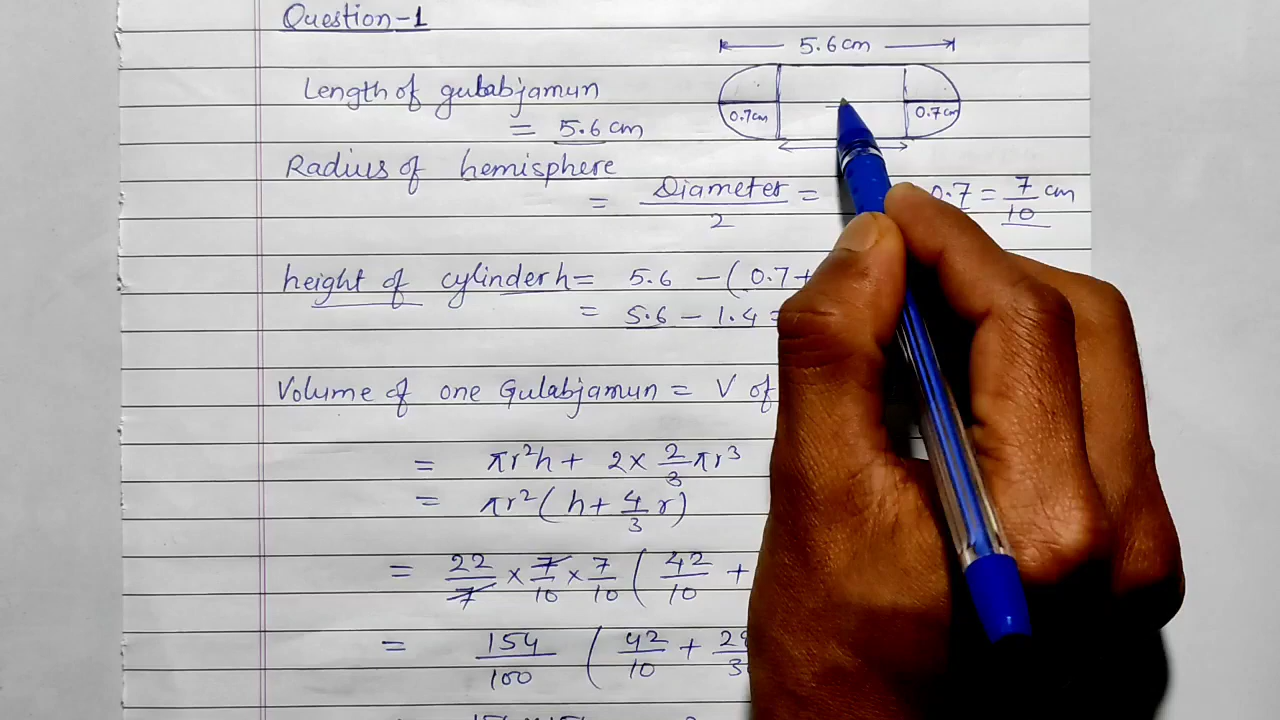 Question-1
5.6cm
Length of gulabjamun
0.7cm 0.7cm
= 5.6 cm
Radius of hemisphere
= Diameter/2 = 0.7 = 7/10 cm
height of cylinder h = 5.6 - (0.7+
= 5.6 - 1.4 =
Volume of one Gulabjamun = V of
= πr²h + 2 × 2/3 πr³
= πr² (h + 4/3 r)
= 22/7 × 7/10 × 7/10 ( 42/10 +
= 154/100 ( 42/10 +